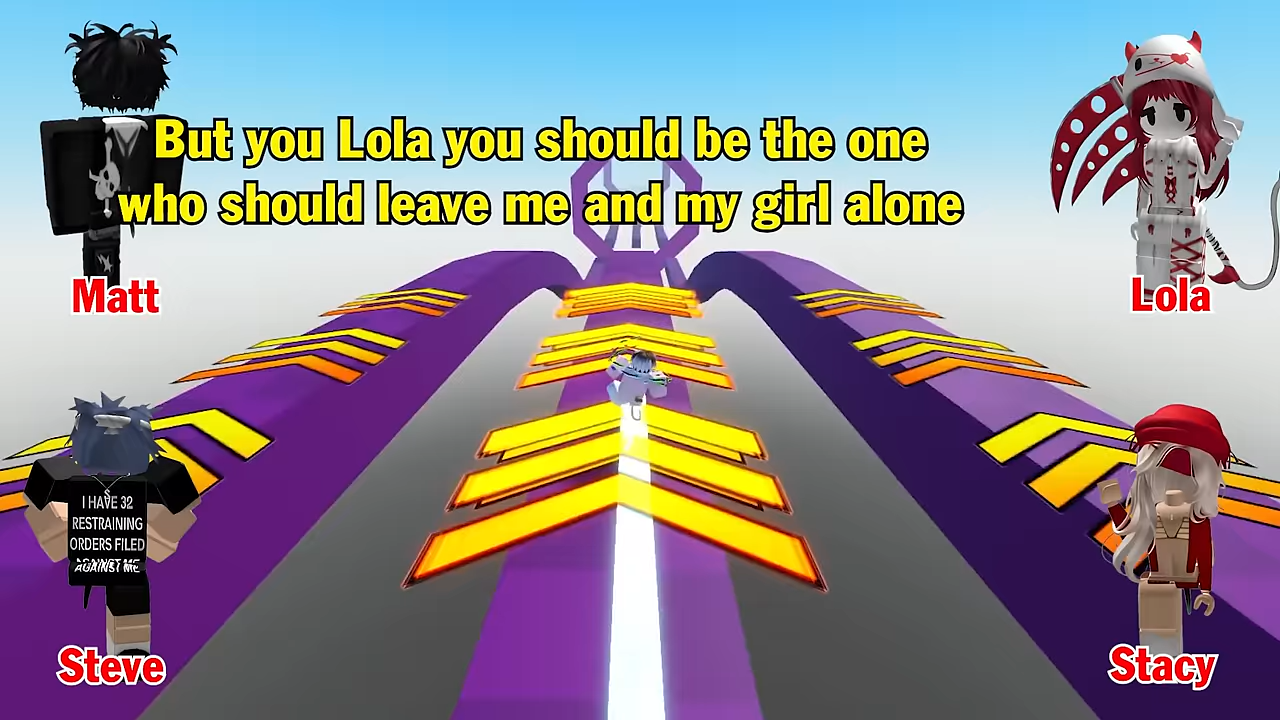 But you Lola you should be the one
who should leave me and my girl alone
Matt
Lola
I HAVE 32
RESTRAINING
ORDERS FILED
AGAINST ME
Steve
Stacy